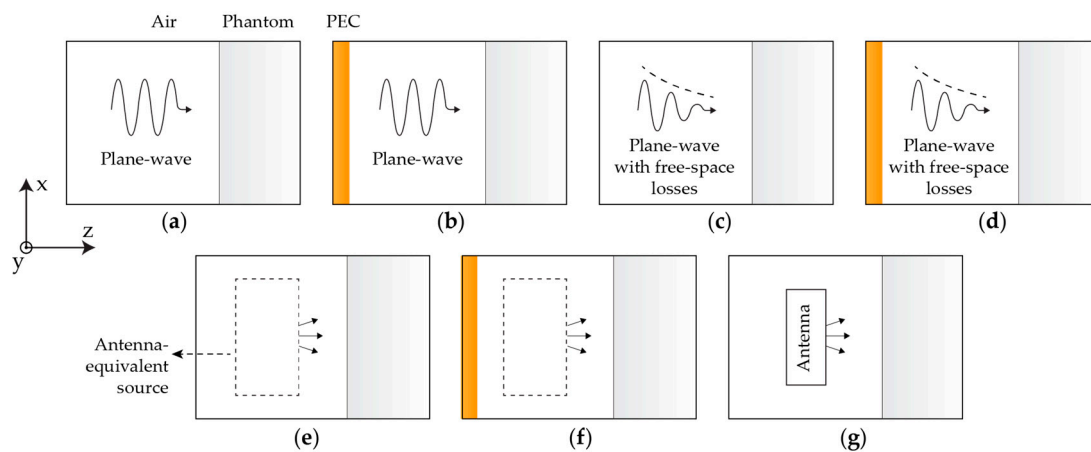 Air Phantom PEC
Plane-wave
Plane-wave
Plane-wave
with free-space
losses
Plane-wave
with free-space
losses
x
z
y
(a) (b) (c) (d)
Antenna-
equivalent
source
Antenna
(e) (f) (g)